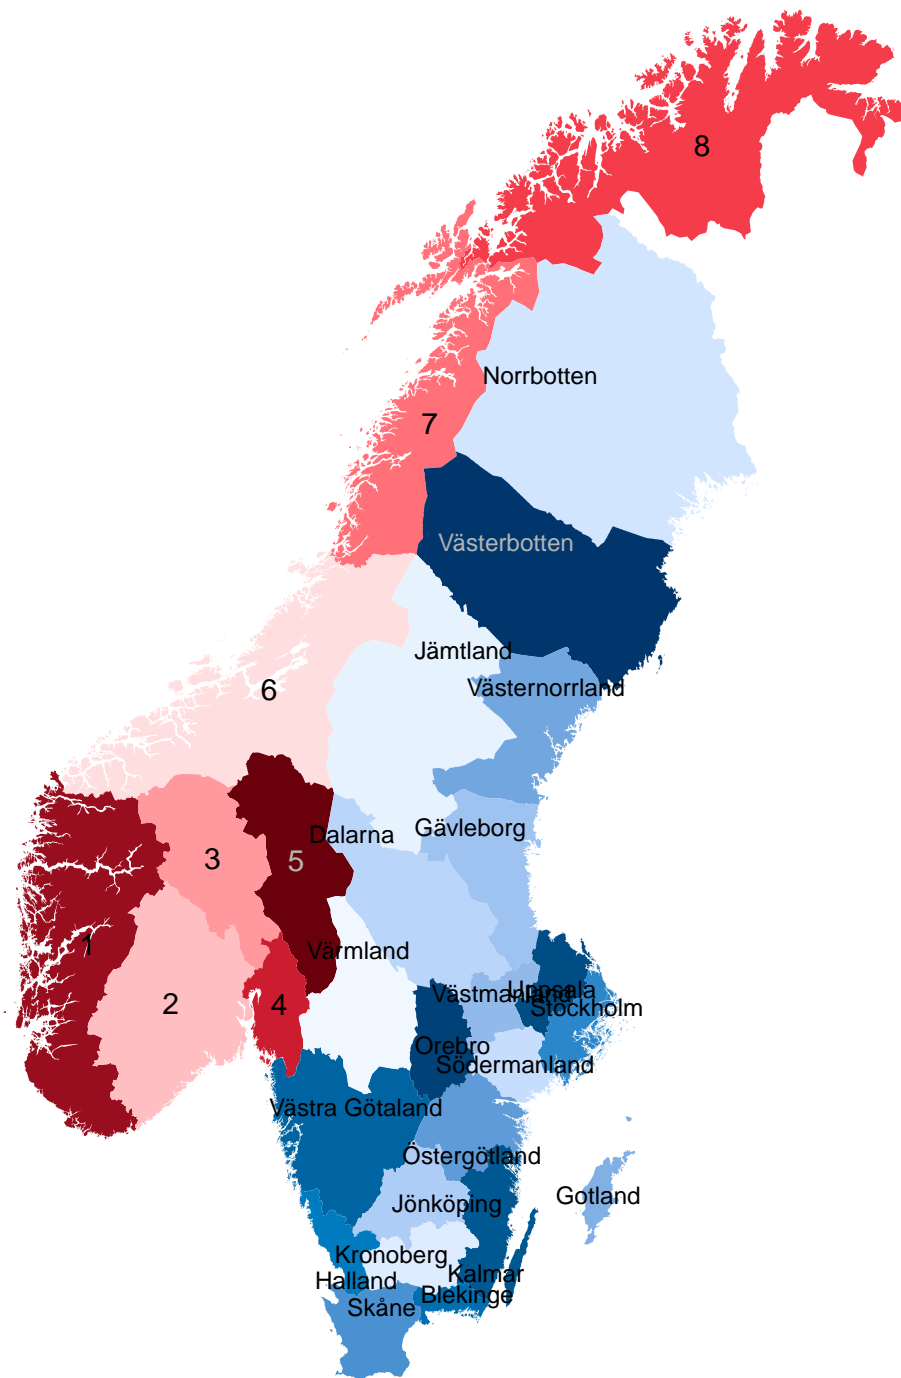 8
Norrbotten
7
Västerbotten
Jämtland
6
Västernorrland
Gävleborg
Dalarna
3
5
1
Värmland
Uppsala
Västmanland
2
4
Stockholm
Orebro
Södermanland
Västra Götaland
Östergötland
Gotland
Jönköping
Kronoberg
Kalmar
Halland
Blekinge
Skåne